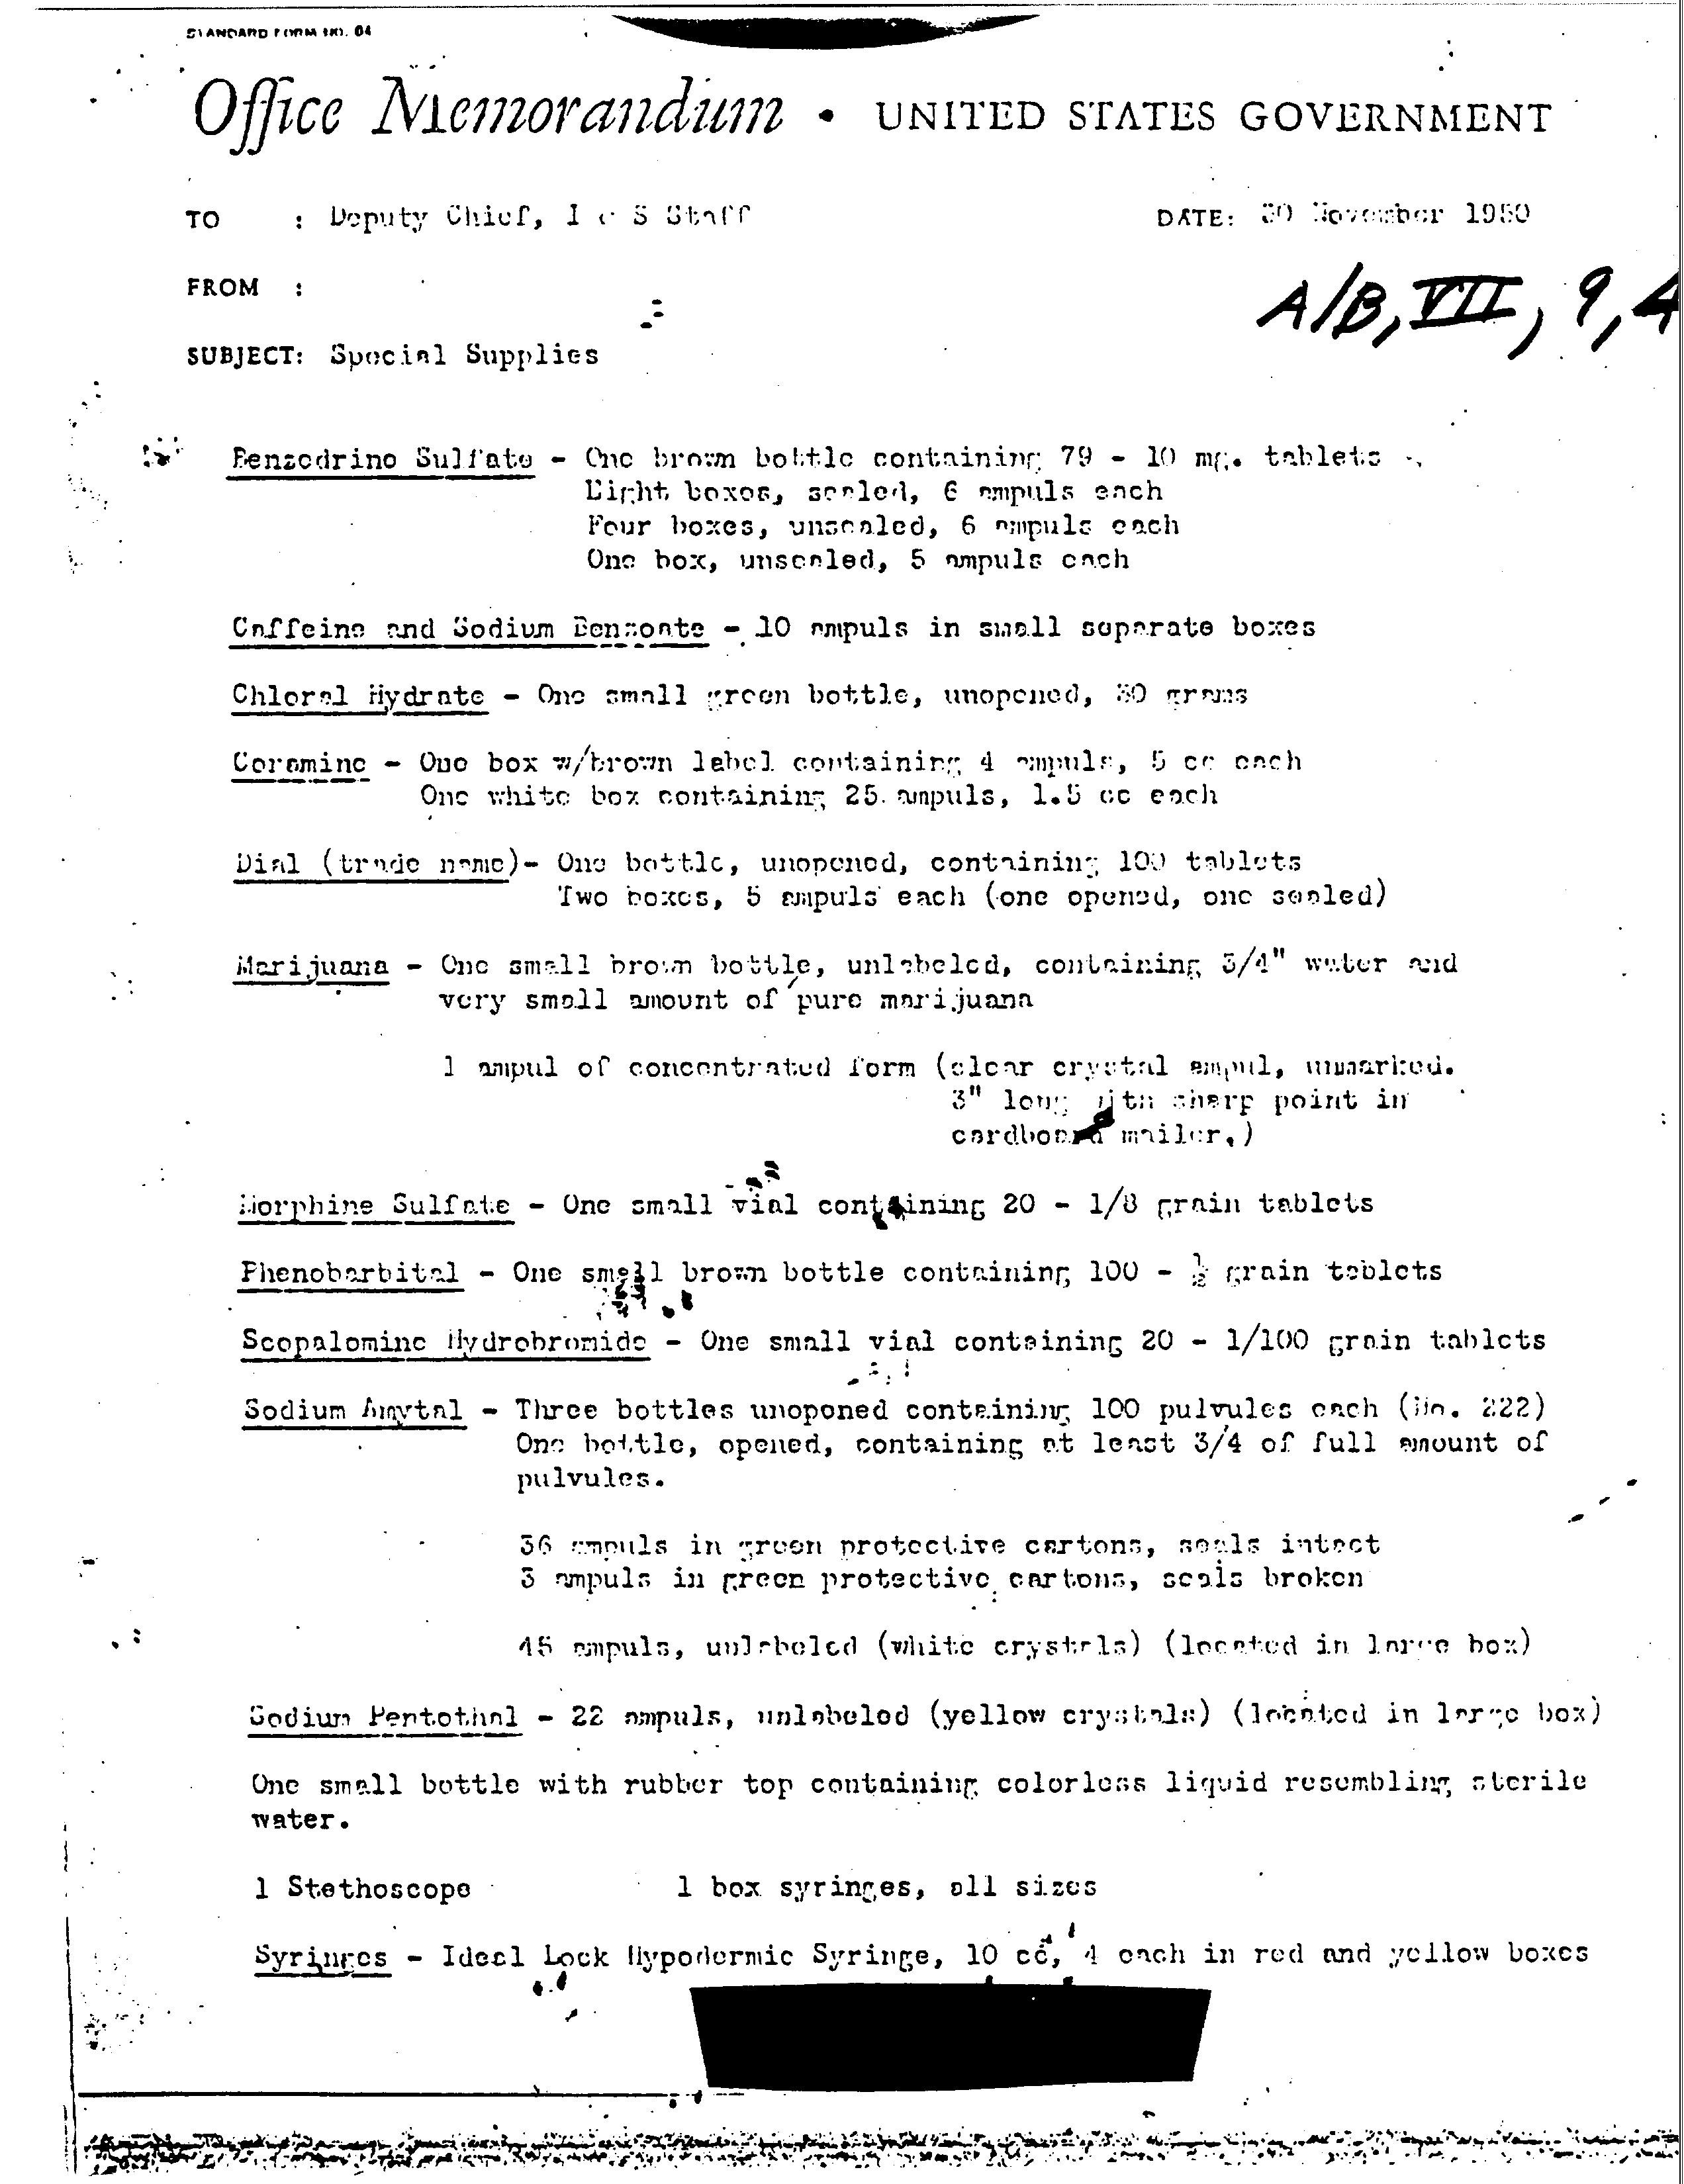 STANDARD FORM NO. 64
Office Memorandum • UNITED STATES GOVERNMENT
TO : Deputy Chief, I & S Staff DATE: 30 November 1950
FROM :
A/B, VII, 9, 4
SUBJECT: Special Supplies
Benzedrine Sulfate - One brown bottle containing 79 - 10 mg. tablets
Eight boxes, sealed, 6 ampuls each
Four boxes, unsealed, 6 ampuls each
One box, unsealed, 5 ampuls each
Caffeine and Sodium Benzoate - 10 ampuls in small separate boxes
Chloral Hydrate - One small green bottle, unopened, 30 grams
Coramine - One box w/brown label containing 4 ampuls, 5 cc each
One white box containing 25 ampuls, 1.5 cc each
Dial (trade name)- One bottle, unopened, containing 100 tablets
Two boxes, 5 ampuls each (one opened, one sealed)
Marijuana - One small brown bottle, unlabeled, containing 3/4" water and
very small amount of pure marijuana
1 ampul of concentrated form (clear crystal ampul, unmarked.
3" long with sharp point in
cardboard mailer.)
Morphine Sulfate - One small vial containing 20 - 1/8 grain tablets
Phenobarbital - One small brown bottle containing 100 - ½ grain tablets
Scopalomine Hydrobromide - One small vial containing 20 - 1/100 grain tablets
Sodium Amytal - Three bottles unopened containing 100 pulvules each (No. 222)
One bottle, opened, containing at least 3/4 of full amount of
pulvules.
36 ampuls in green protective cartons, seals intact
3 ampuls in green protective cartons, seals broken
45 ampuls, unlabeled (white crystals) (located in large box)
Sodium Pentothal - 22 ampuls, unlabeled (yellow crystals) (located in large box)
One small bottle with rubber top containing colorless liquid resembling sterile
water.
1 Stethoscope 1 box syringes, all sizes
Syringes - Ideal Lock Hypodermic Syringe, 10 cc, 4 each in red and yellow boxes